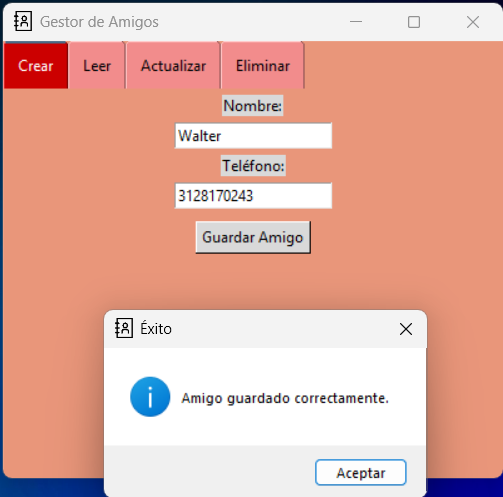 Gestor de Amigos
Crear Leer Actualizar Eliminar
Nombre:
Walter
Teléfono:
3128170243
Guardar Amigo
Éxito
Amigo guardado correctamente.
Aceptar